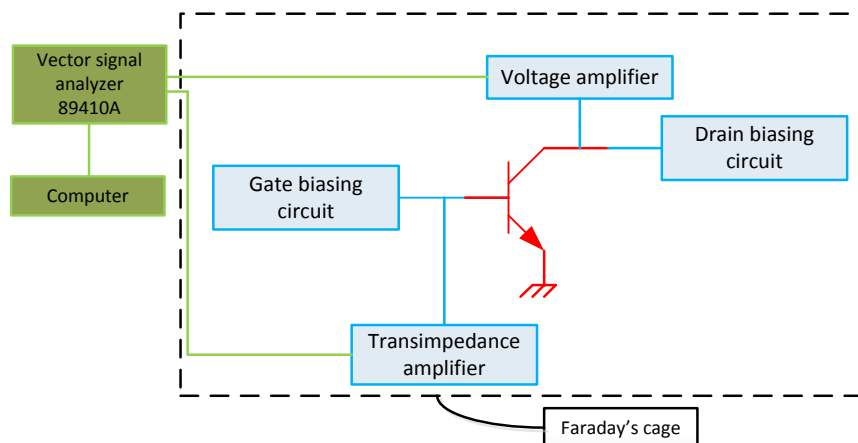 Vector signal
analyzer
89410A
Voltage amplifier
Drain biasing
circuit
Computer
Gate biasing
circuit
Transimpedance
amplifier
Faraday's cage